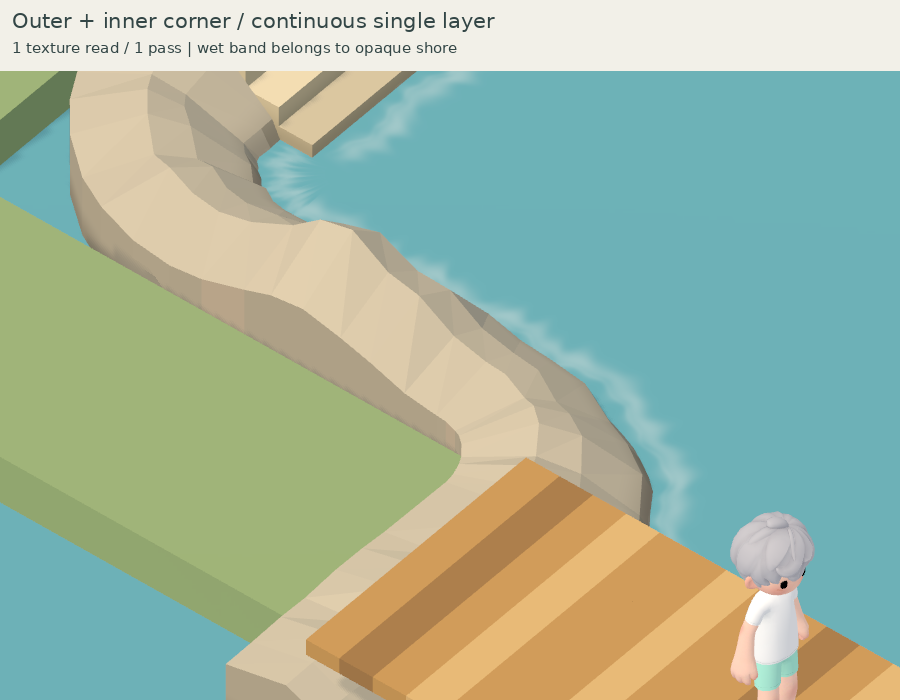 Outer + inner corner / continuous single layer
1 texture read / 1 pass | wet band belongs to opaque shore